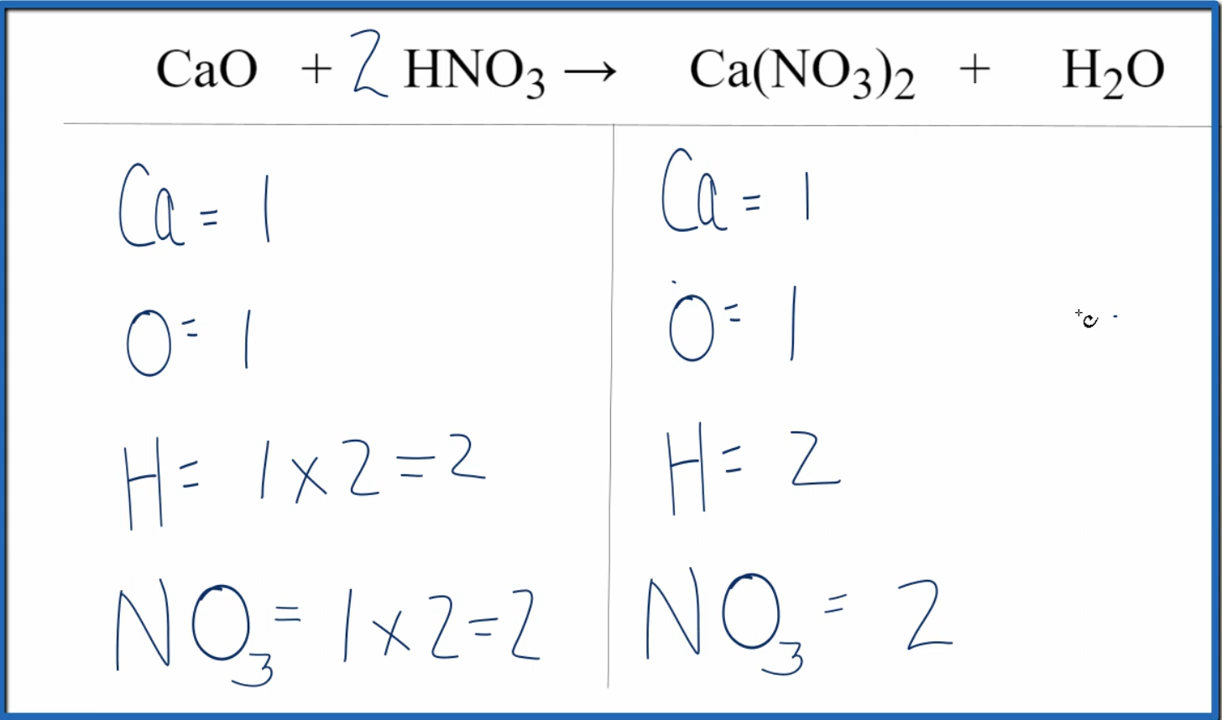 CaO + 2 HNO3 → Ca(NO3)2 + H2O
Ca = 1
O = 1
H = 1 x 2 = 2
NO3 = 1 x 2 = 2
Ca = 1
O = 1
H = 2
NO3 = 2